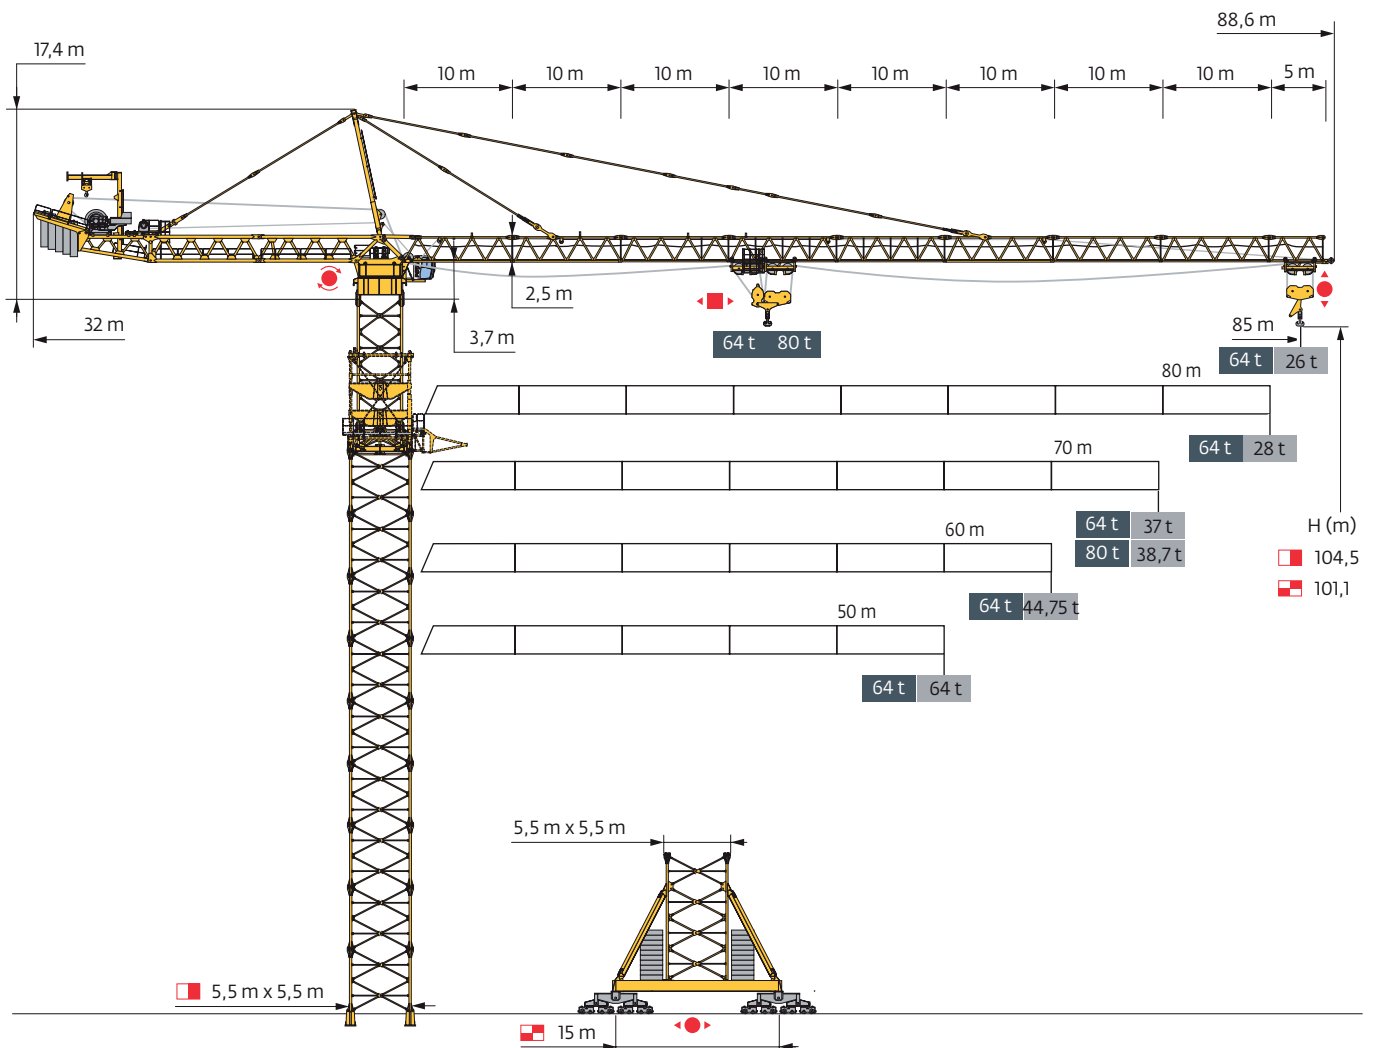 88,6 m
17,4 m
10 m 10 m 10 m 10 m 10 m 10 m 10 m 10 m 5 m
2,5 m
32 m
3,7 m
64 t 80 t
85 m
64 t 26 t
80 m
64 t 28 t
70 m
64 t 37 t
80 t 38,7 t
H (m)
104,5
101,1
60 m
64 t 44,75 t
50 m
64 t 64 t
5,5 m x 5,5 m
5,5 m x 5,5 m
15 m